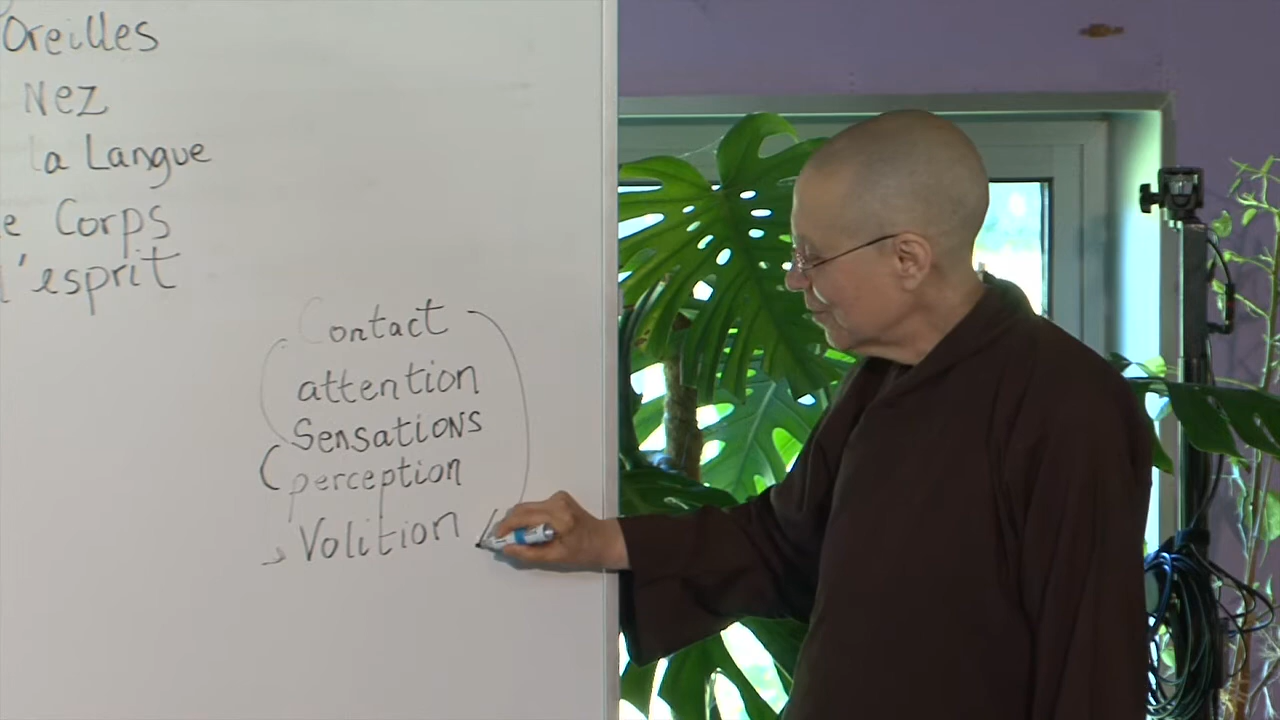 Oreilles
Nez
la Langue
e Corps
l'esprit
Contact
attention
Sensations
perception
Volition